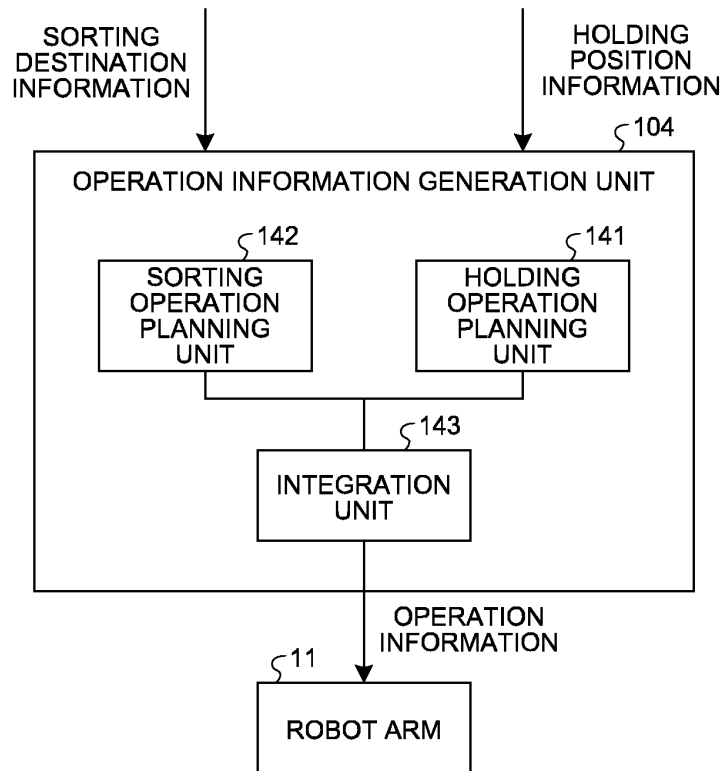 SORTING
DESTINATION
INFORMATION
HOLDING
POSITION
INFORMATION
104
OPERATION INFORMATION GENERATION UNIT
142
SORTING
OPERATION
PLANNING
UNIT
141
HOLDING
OPERATION
PLANNING
UNIT
143
INTEGRATION
UNIT
OPERATION
INFORMATION
11
ROBOT ARM